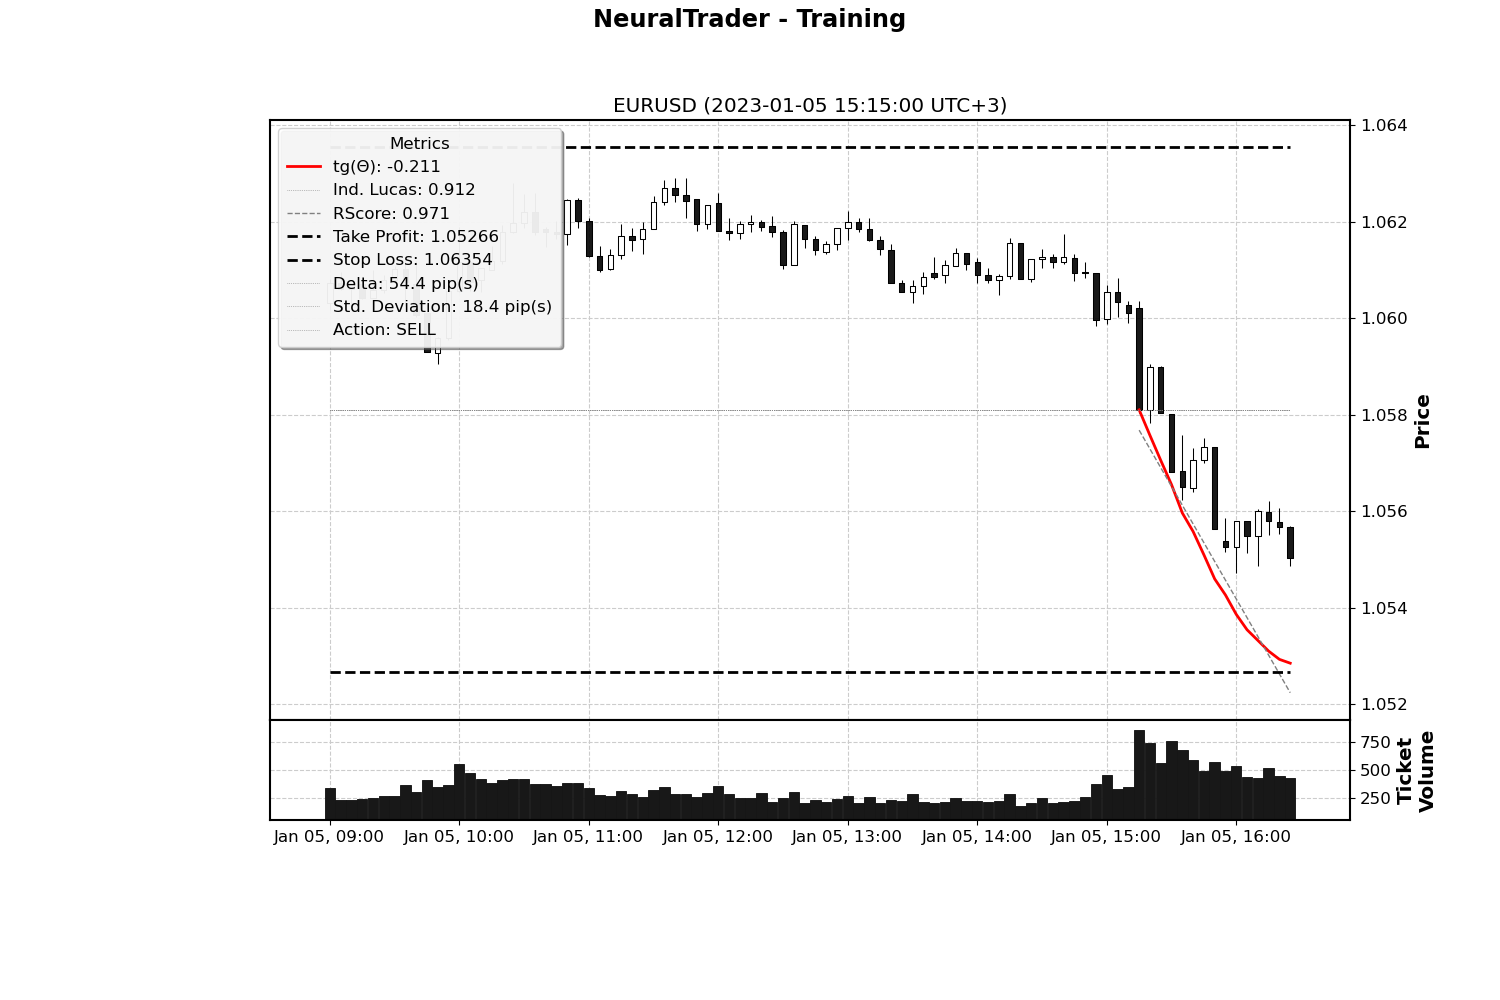 NeuralTrader - Training
EURUSD (2023-01-05 15:15:00 UTC+3)
Metrics
tg(Θ): -0.211
Ind. Lucas: 0.912
RScore: 0.971
Take Profit: 1.05266
Stop Loss: 1.06354
Delta: 54.4 pip(s)
Std. Deviation: 18.4 pip(s)
Action: SELL
1.064
1.062
1.060
1.058
1.056
1.054
1.052
Price
750
500
250
Ticket
Volume
Jan 05, 09:00 Jan 05, 10:00 Jan 05, 11:00 Jan 05, 12:00 Jan 05, 13:00 Jan 05, 14:00 Jan 05, 15:00 Jan 05, 16:00